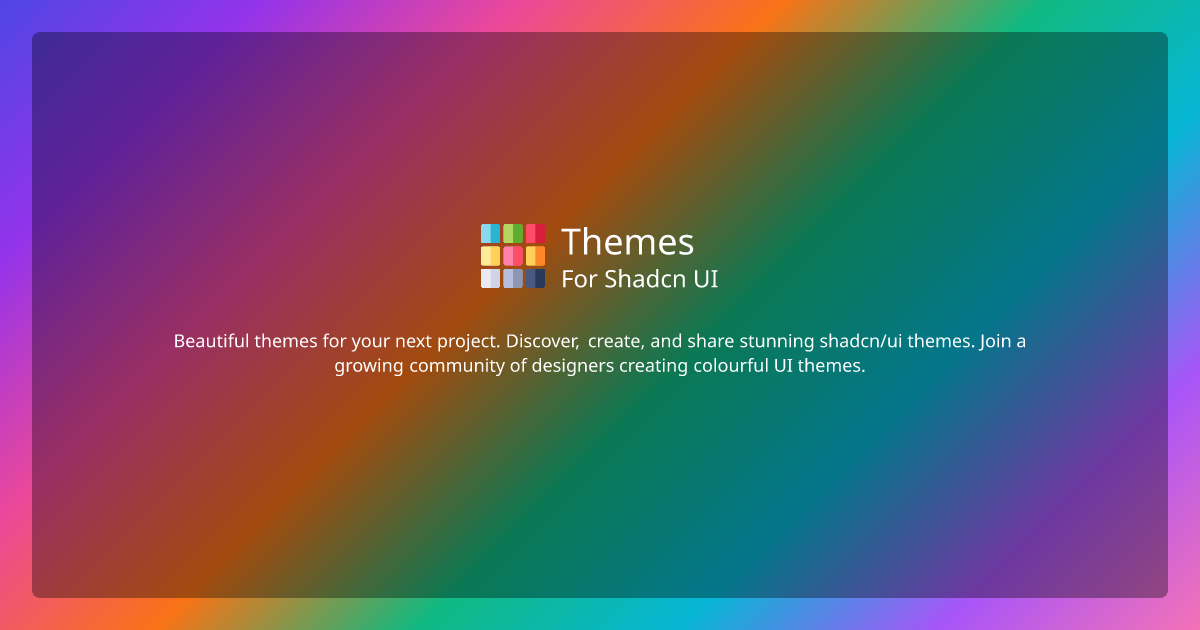 Themes
For Shadcn UI
Beautiful themes for your next project. Discover, create, and share stunning shadcn/ui themes. Join a
growing community of designers creating colourful UI themes.